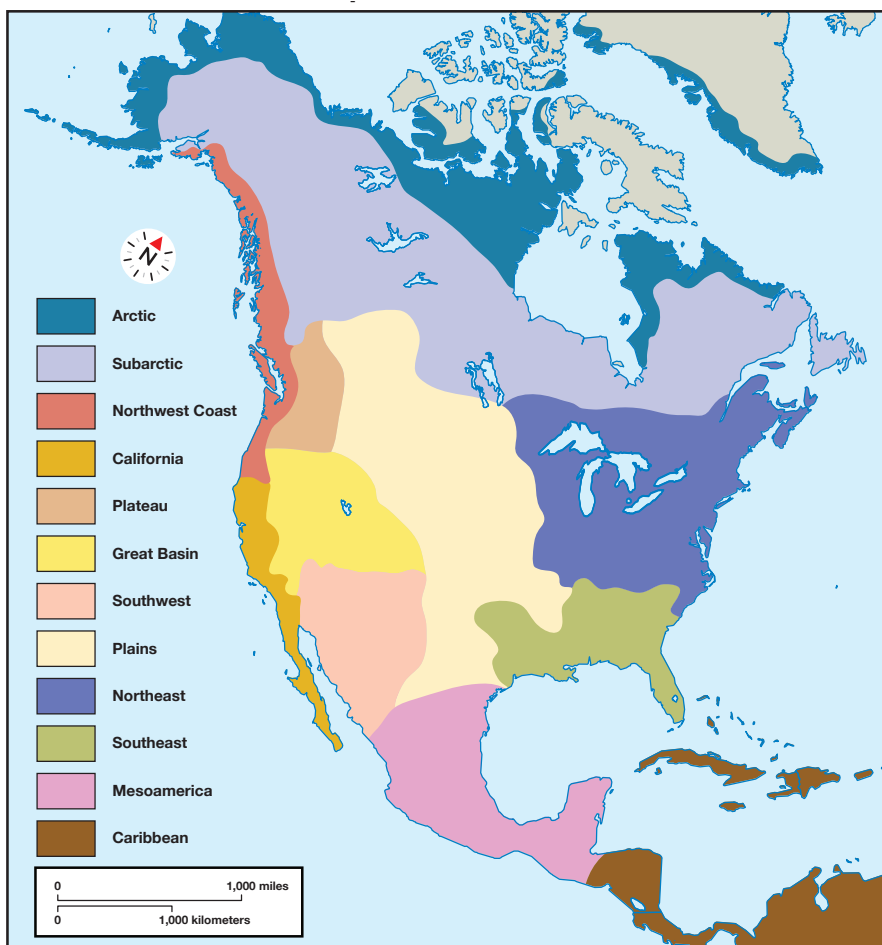 N
Arctic
Subarctic
Northwest Coast
California
Plateau
Great Basin
Southwest
Plains
Northeast
Southeast
Mesoamerica
Caribbean
0 1,000 miles
0 1,000 kilometers